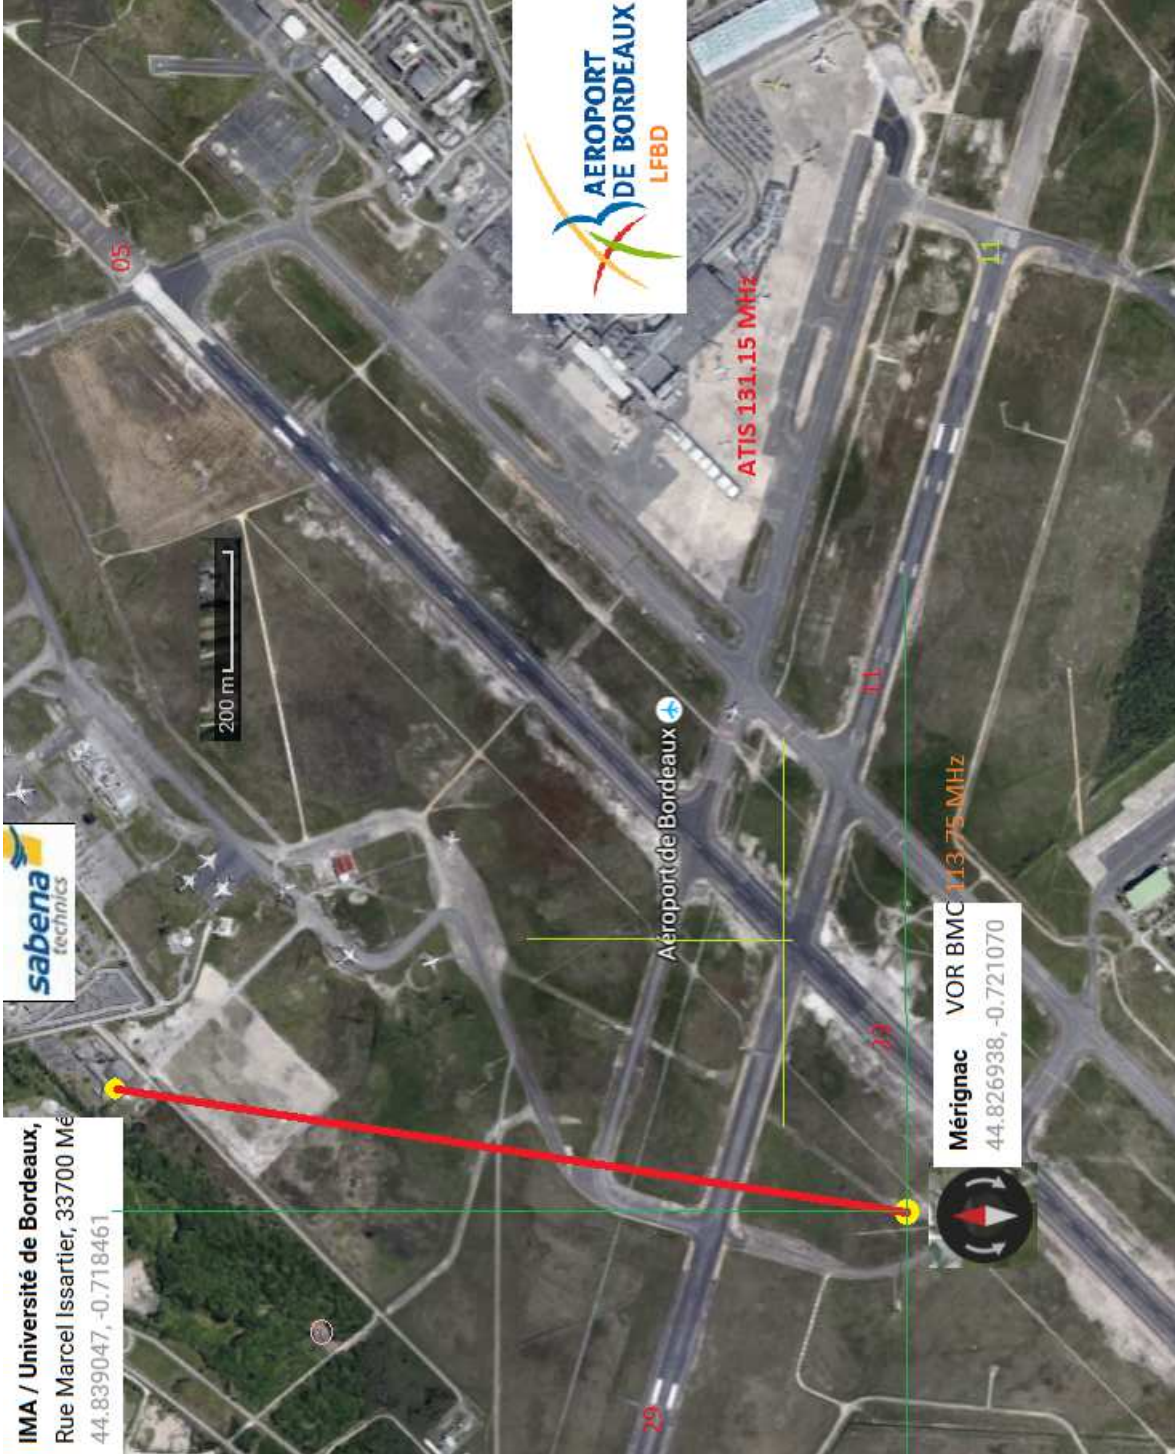 IMA / Université de Bordeaux,
Rue Marcel Issartier, 33700 Mé
44.839047, -0.718461
sabena
technics
05
200 m
AEROPORT
DE BORDEAUX
LFBD
ATIS 131.15 MHz
11
11
Aéroport de Bordeaux
23
29
VOR BMC 113.75 MHz
Mérignac
44.826938, -0.721070